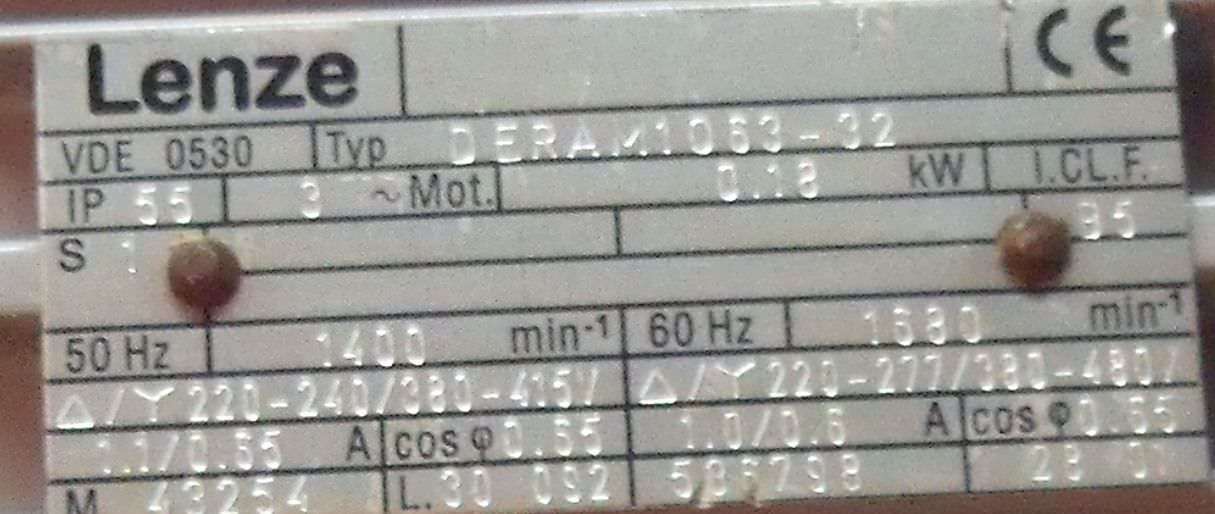 Lenze CE
VDE 0530 Typ DERAM1063-32
IP 55 3 ~ Mot. 0.18 kW I.CL.F.
S 1 B5
50 Hz 1400 min-1 60 Hz 1680 min-1
△/Y 220-240/380-415V △/Y 220-277/380-480V
1.1/0.65 A cos φ 0.65 1.0/0.6 A cos φ 0.65
M 43254 L. 30 092